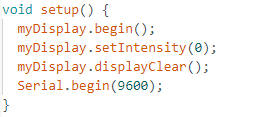 void setup() {
  myDisplay.begin();
  myDisplay.setIntensity(0);
  myDisplay.displayClear();
  Serial.begin(9600);
}